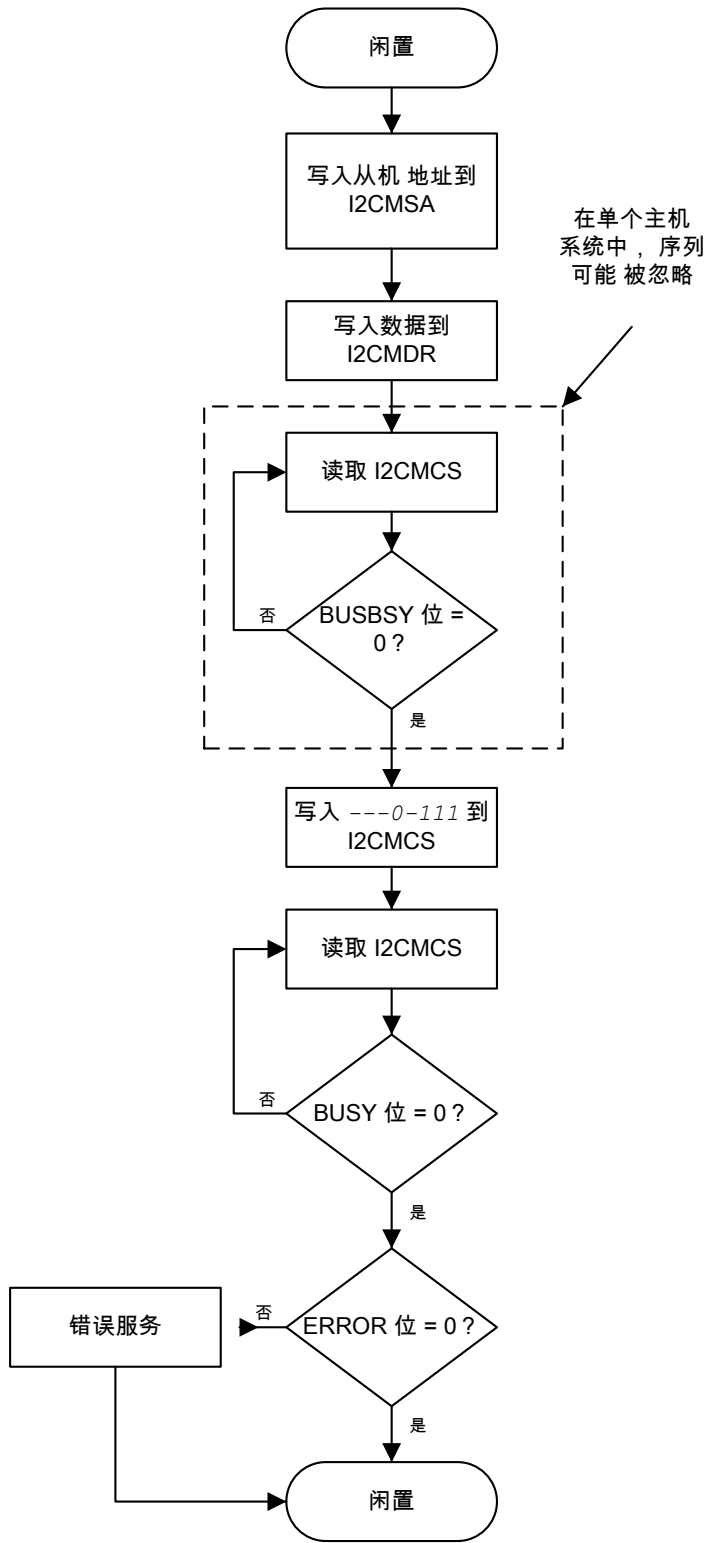 闲置
写入从机 地址到
I2CMSA
在单个主机
系统中，序列
可能 被忽略
写入数据到
I2CMDR
读取 I2CMCS
否
BUSBSY 位 =
0？
是
写入 ---0-111 到
I2CMCS
读取 I2CMCS
否
BUSY 位 = 0？
是
错误服务
否
ERROR 位 = 0？
是
闲置